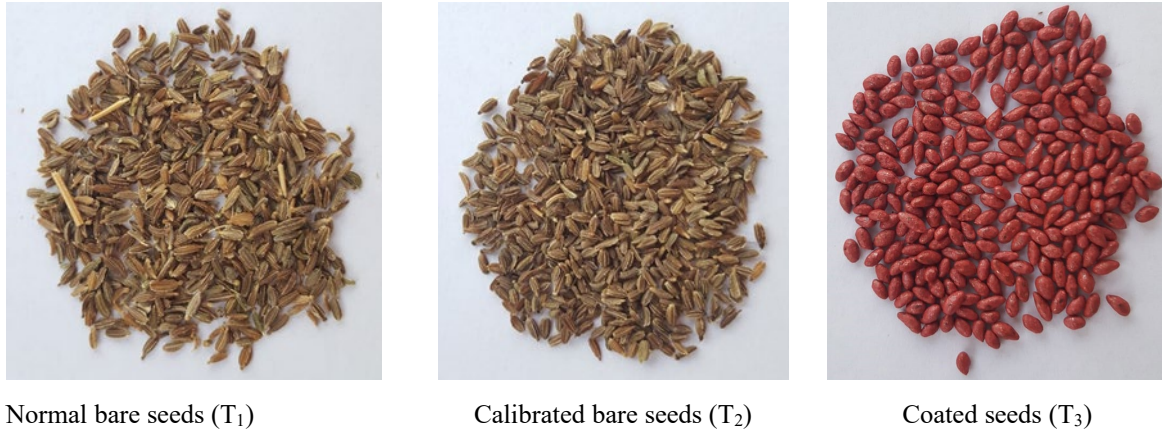 Normal bare seeds (T₁)
Calibrated bare seeds (T₂)
Coated seeds (T₃)